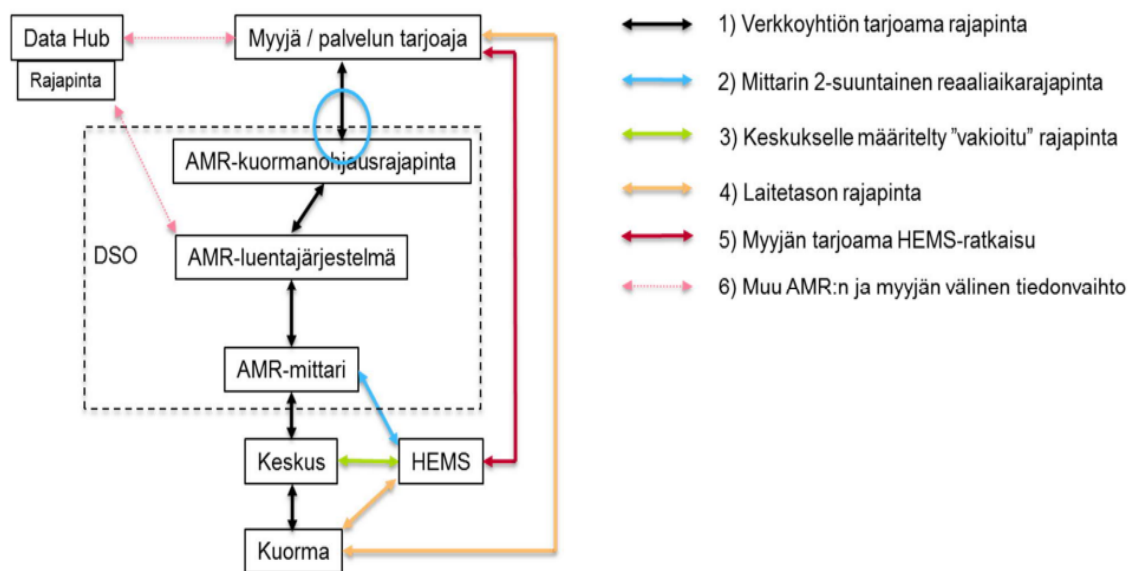 Data Hub
Rajapinta
Myyjä / palvelun tarjoaja
AMR-kuormanohjausrajapinta
DSO
AMR-luentajärjestelmä
AMR-mittari
Keskus
HEMS
Kuorma
1) Verkkoyhtiön tarjoama rajapinta
2) Mittarin 2-suuntainen reaaliaikarajapinta
3) Keskukselle määritelty ”vakioitu” rajapinta
4) Laitetason rajapinta
5) Myyjän tarjoama HEMS-ratkaisu
6) Muu AMR:n ja myyjän välinen tiedonvaihto